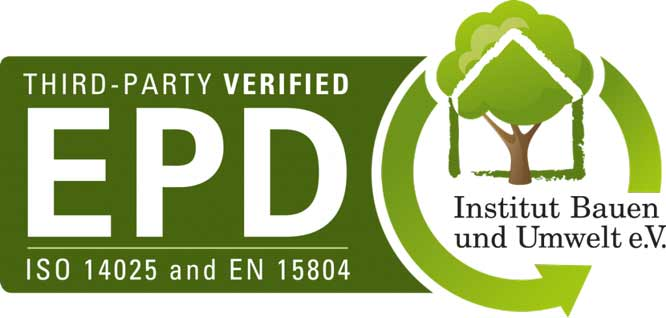 THIRD-PARTY VERIFIED
EPD
ISO 14025 and EN 15804
Institut Bauen
und Umwelt e.V.